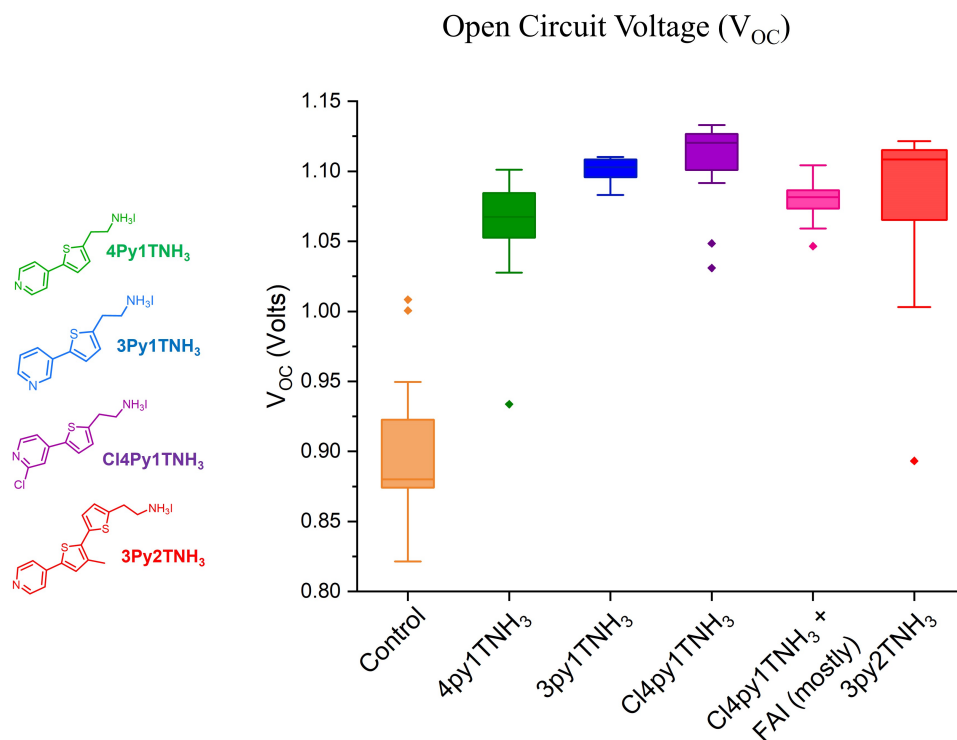 Open Circuit Voltage (V_OC)
NH₃I
S
N
4Py1TNH₃
NH₃I
S
N
3Py1TNH₃
NH₃I
S
N
Cl
Cl4Py1TNH₃
NH₃I
S
S
N
3Py2TNH₃
V_OC (Volts)
1.15
1.10
1.05
1.00
0.95
0.90
0.85
0.80
Control
4py1TNH₃
3py1TNH₃
Cl4py1TNH₃
Cl4py1TNH₃ +
FAI (mostly)
3py2TNH₃